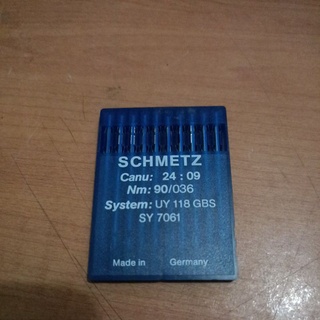 SCHMETZ
Canu: 24 : 09
Nm: 90/036
System: UY 118 GBS
SY 7061
Made in Germany